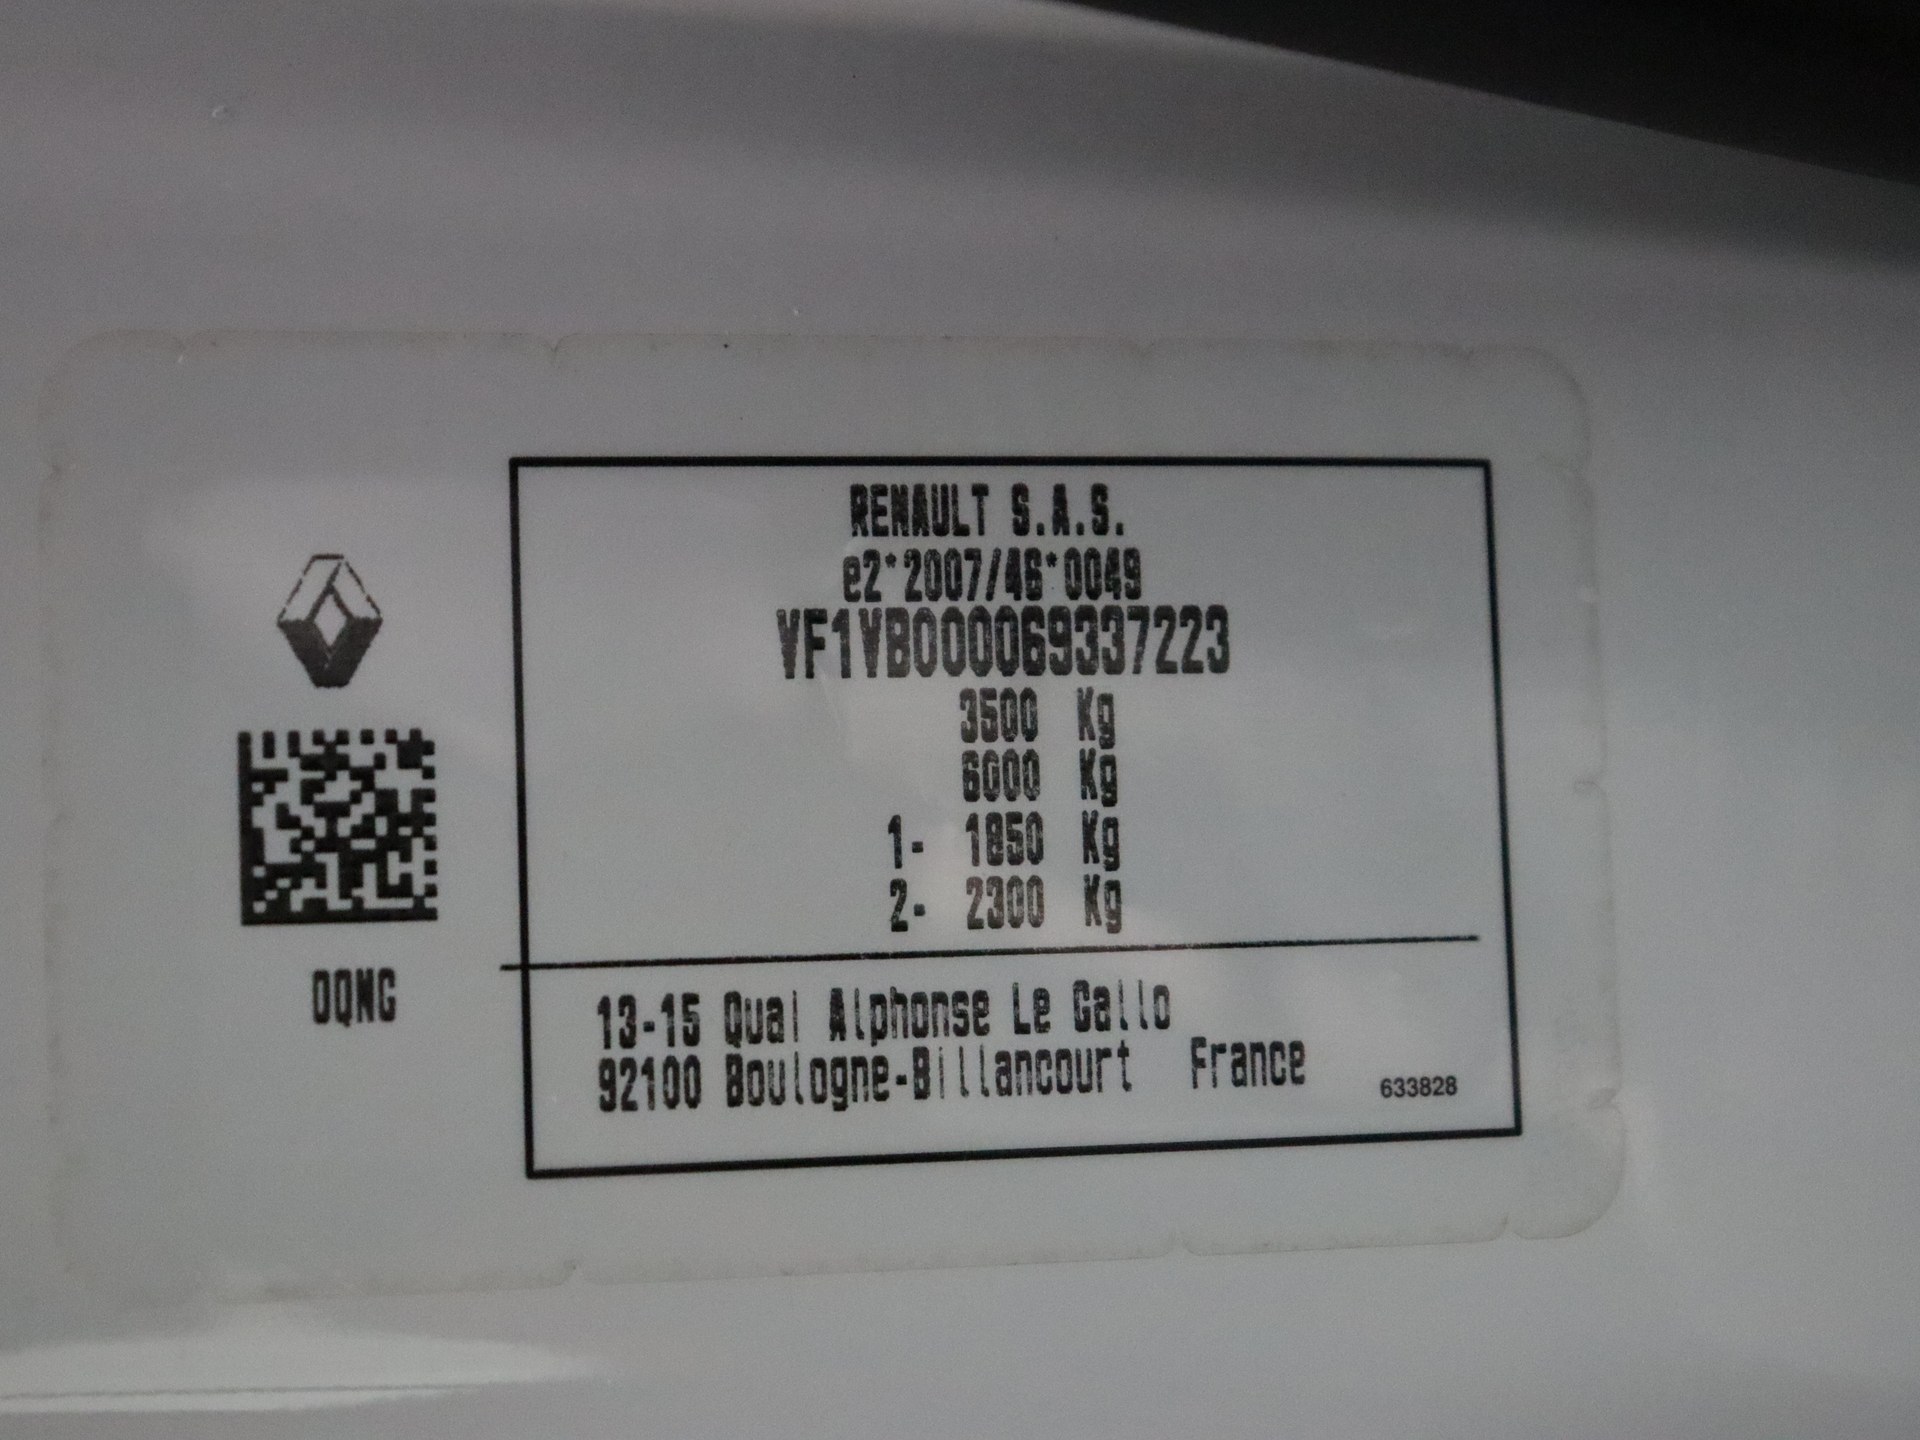 RENAULT S.A.S.
e2*2007/46*0049
VF1VB000069337223
3500 Kg
6000 Kg
1- 1850 Kg
2- 2300 Kg
OQNG
13-15 Quai Alphonse Le Gallo
92100 Boulogne-Billancourt France
633828